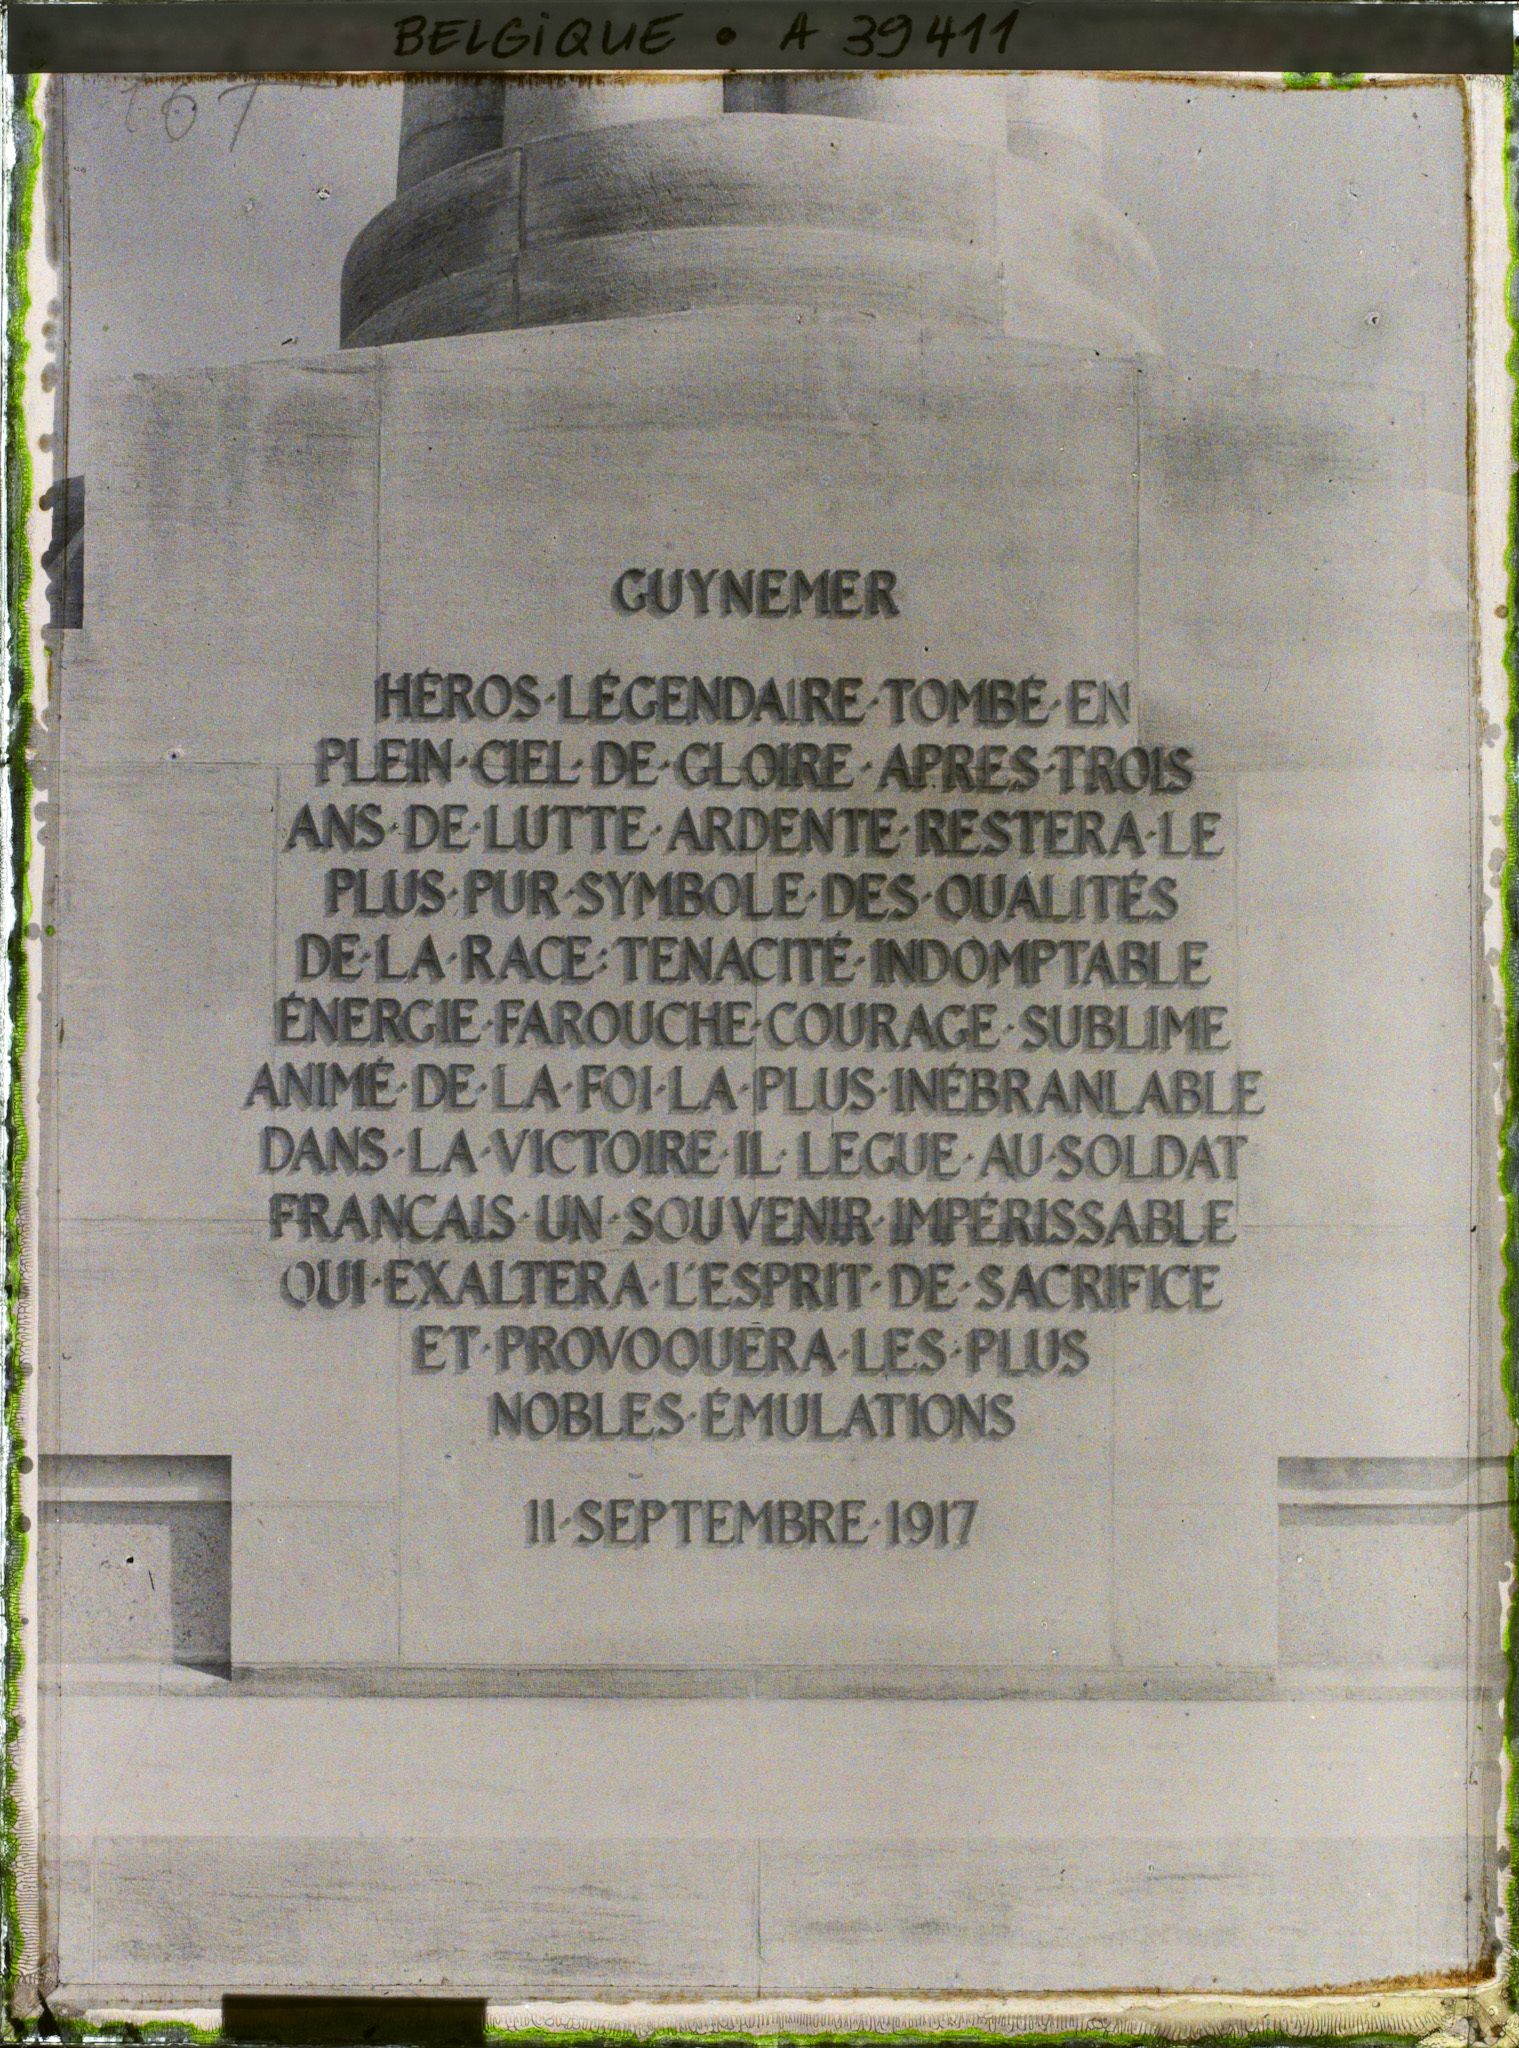 BELGIQUE • A 39411
167
GUYNEMER
HÉROS·LÉGENDAIRE·TOMBÉ·EN
PLEIN·CIEL·DE·GLOIRE·APRES·TROIS
ANS·DE·LUTTE·ARDENTE·RESTERA·LE
PLUS·PUR·SYMBOLE·DES·QUALITÉS
DE·LA·RACE:TENACITÉ·INDOMPTABLE
ÉNERGIE·FAROUCHE·COURAGE·SUBLIME
ANIMÉ·DE·LA·FOI·LA·PLUS·INÉBRANLABLE
DANS·LA·VICTOIRE·IL·LEGUE·AU·SOLDAT
FRANCAIS·UN·SOUVENIR·IMPÉRISSABLE
QUI·EXALTERA·L'ESPRIT·DE·SACRIFICE
ET·PROVOQUERA·LES·PLUS
NOBLES·ÉMULATIONS
11·SEPTEMBRE·1917